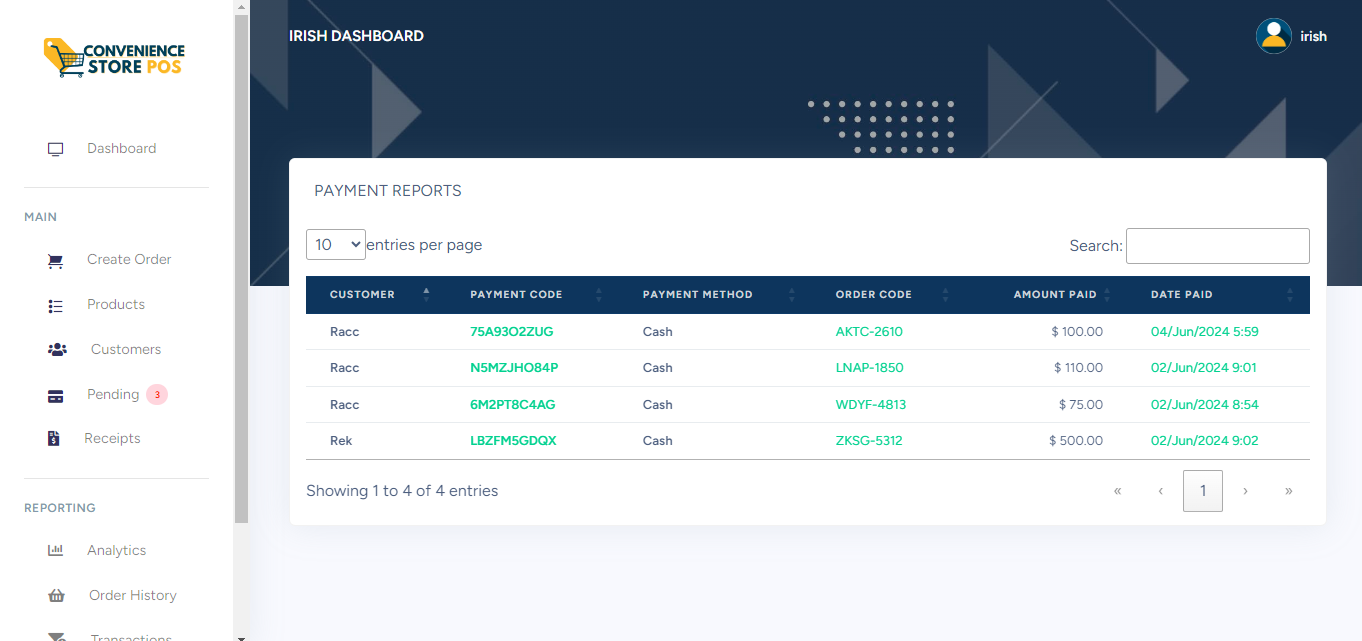 CONVENIENCE
STORE POS
Dashboard
MAIN
Create Order
Products
Customers
Pending 3
Receipts
REPORTING
Analytics
Order History
Transactions
IRISH DASHBOARD
irish
PAYMENT REPORTS
10 entries per page
Search:
CUSTOMER PAYMENT CODE PAYMENT METHOD ORDER CODE AMOUNT PAID DATE PAID
Racc 75A93O2ZUG Cash AKTC-2610 $ 100.00 04/Jun/2024 5:59
Racc N5MZJHO84P Cash LNAP-1850 $ 110.00 02/Jun/2024 9:01
Racc 6M2PT8C4AG Cash WDYF-4813 $ 75.00 02/Jun/2024 8:54
Rek LBZFM5GDQX Cash ZKSG-5312 $ 500.00 02/Jun/2024 9:02
Showing 1 to 4 of 4 entries
« ‹ 1 › »